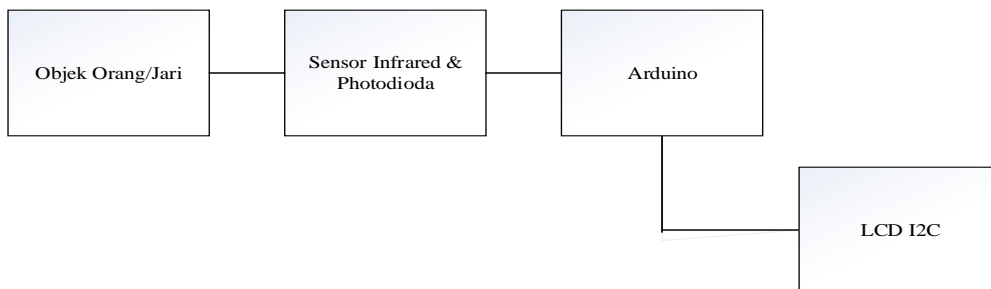 Objek Orang/Jari
Sensor Infrared &
Photodioda
Arduino
LCD I2C